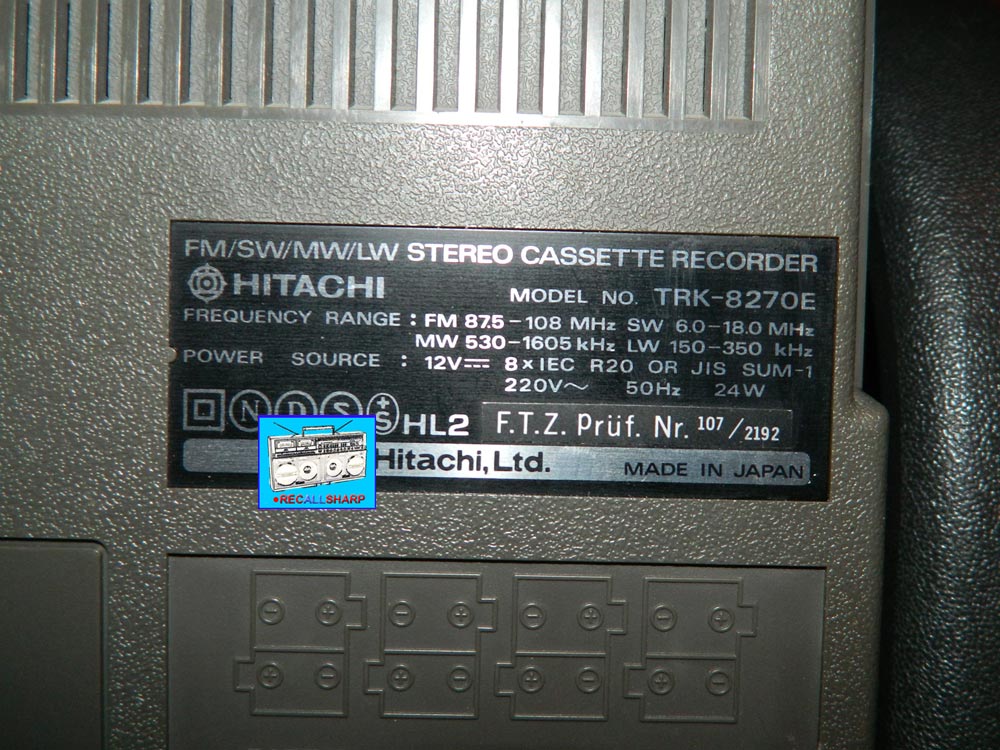 FM/SW/MW/LW STEREO CASSETTE RECORDER
HITACHI MODEL NO. TRK-8270E
FREQUENCY RANGE : FM 87.5-108 MHz SW 6.0-18.0 MHz
MW 530-1605 kHz LW 150-350 kHz
POWER SOURCE : 12V⎓ 8×IEC R20 OR JIS SUM-1
220V~ 50Hz 24W
N D S +S HL2 F.T.Z. Prüf. Nr. 107/2192
Hitachi, Ltd. MADE IN JAPAN
RECALLSHARP